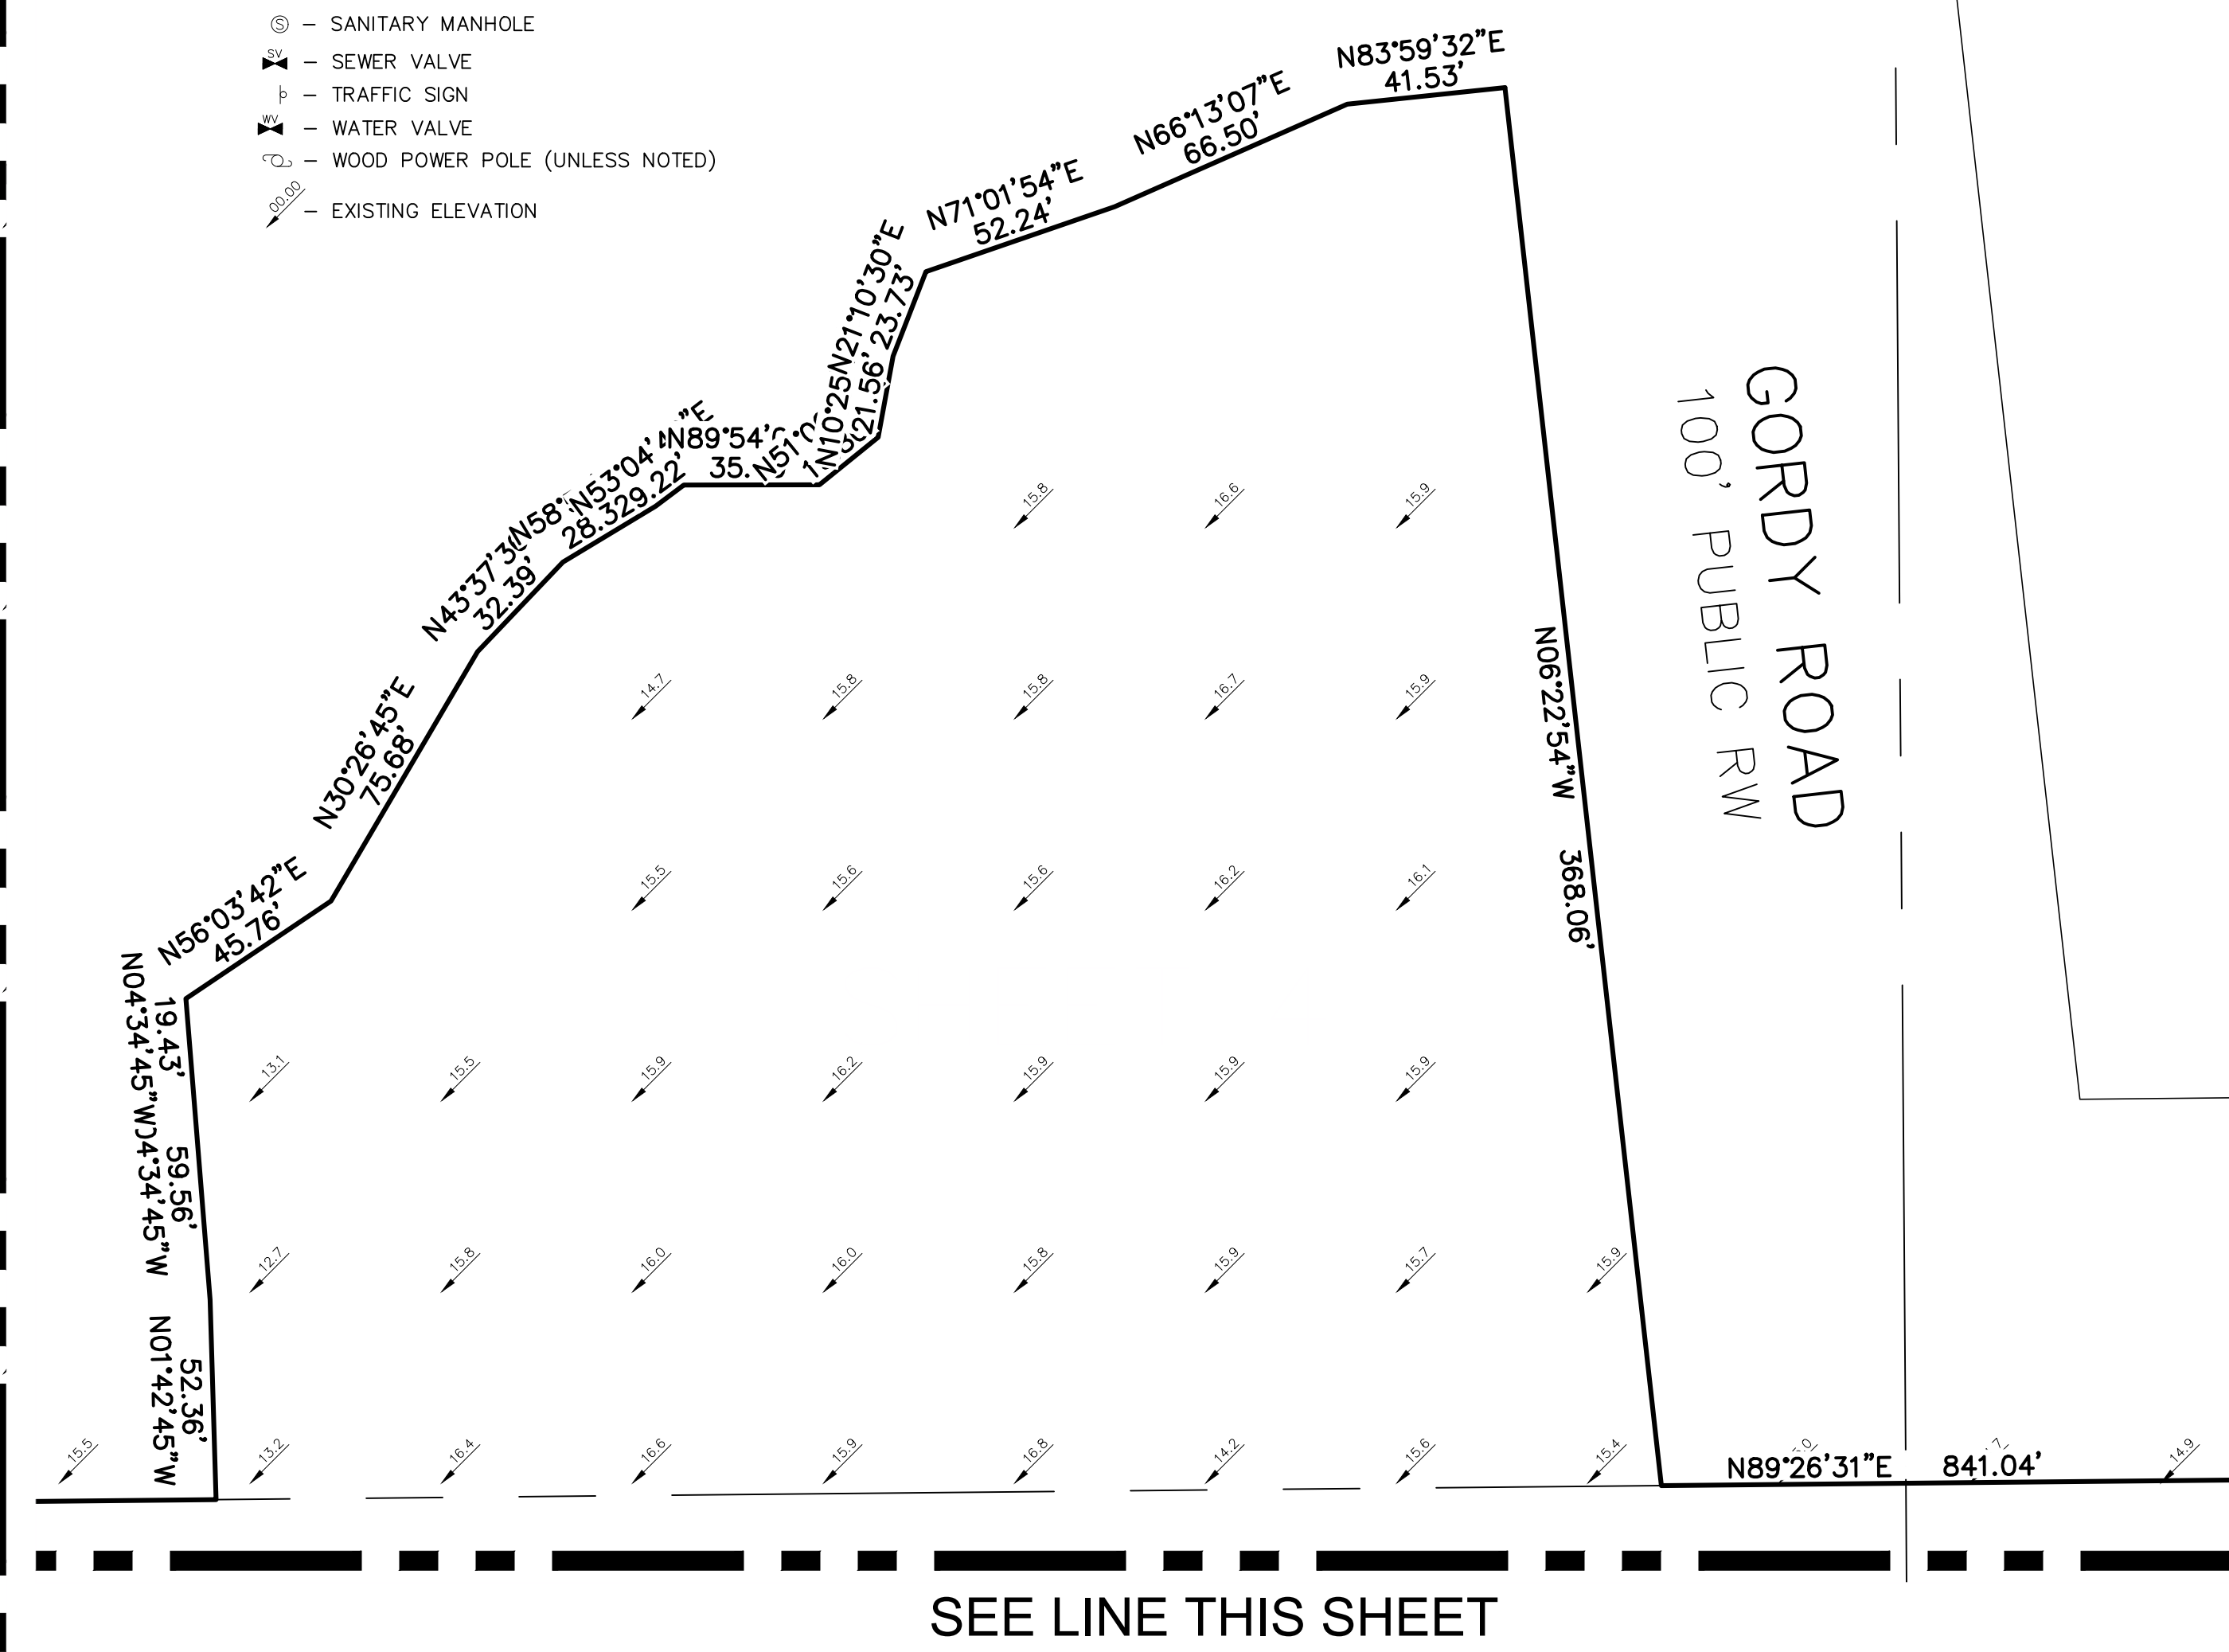 S – SANITARY MANHOLE
SV – SEWER VALVE
– TRAFFIC SIGN
WV – WATER VALVE
– WOOD POWER POLE (UNLESS NOTED)
00.00 – EXISTING ELEVATION
N83°59'32"E
41.53'
N66°13'07"E
66.50'
N71°01'54"E
52.24'
N21°10'30"E
23.73'
N10°25
21.56'
N89°54'
35.
N53°04'
29.22'
28.32
N43°37'3
32.39'
N30°26'45"E
75.68'
N56°03'42"E
45.76'
N04°34'45"W
19.43'
04°34'45"W
59.56'
N01°42'45"W
52.36'
N06°22'54"W 368.06'
GORDY ROAD
100' PUBLIC RW
15.8 16.6 15.9
14.7 15.8 15.8 16.7 15.9
15.5 15.6 15.6 16.2 16.1
13.1 15.5 15.9 16.2 15.9 15.9 15.9
12.7 15.8 16.0 16.0 15.8 15.9 15.7 15.9
15.5 13.2 16.4 16.6 15.9 16.8 14.2 15.6 15.4 14.9
N89°26'31"E 841.04'
SEE LINE THIS SHEET